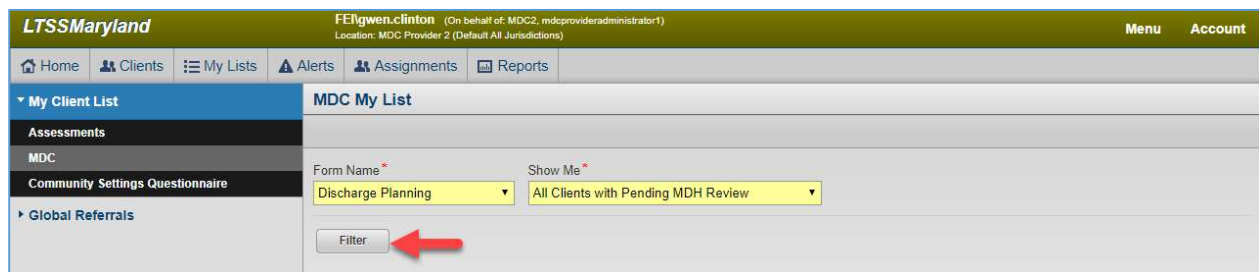 LTSSMaryland
FEI\gwen.clinton (On behalf of: MDC2, mdcprovideradministrator1)
Location: MDC Provider 2 (Default All Jurisdictions)
Menu Account
Home Clients My Lists Alerts Assignments Reports
My Client List
MDC My List
Assessments
MDC
Community Settings Questionnaire
Global Referrals
Form Name* Show Me*
Discharge Planning All Clients with Pending MDH Review
Filter